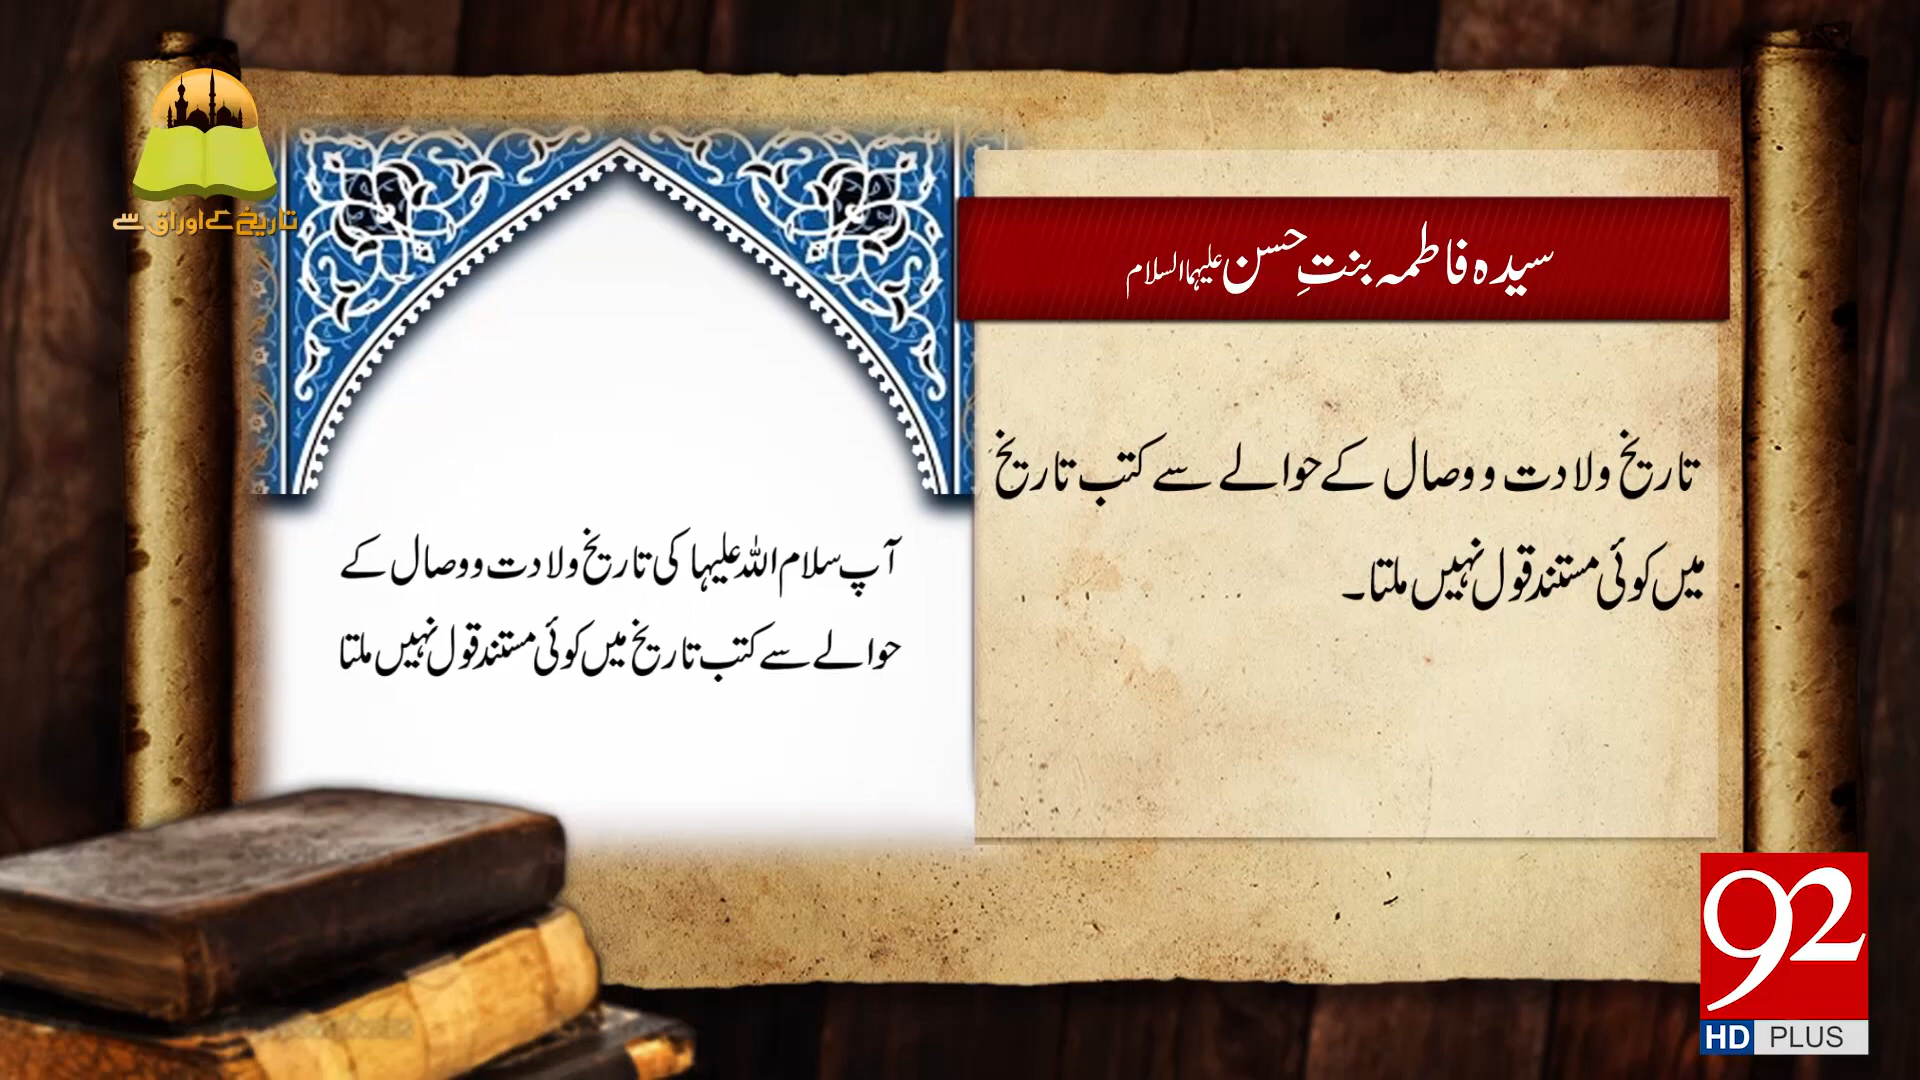 تاریخ کے اوراق سے
سیدہ فاطمہ بنتِ حسن علیہما السلام
تاریخ ولادت و وصال کے حوالے سے کتب تاریخ
میں کوئی مستند قول نہیں ملتا۔
آپ سلام اللہ علیہا کی تاریخ ولادت و وصال کے
حوالے سے کتب تاریخ میں کوئی مستند قول نہیں ملتا
92
HD PLUS